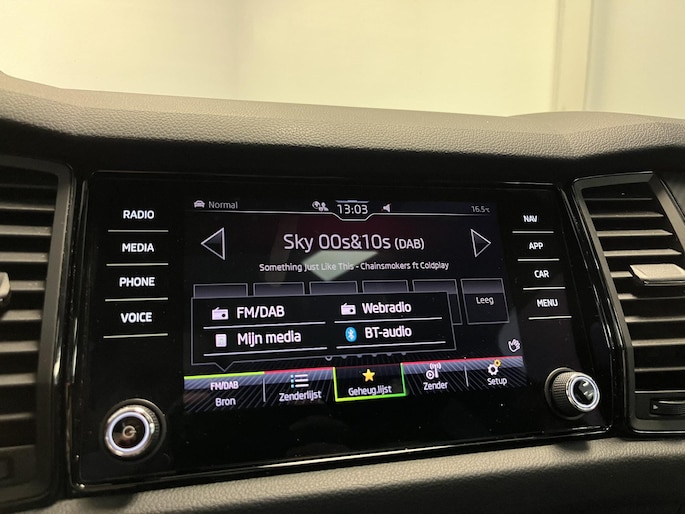 RADIO
MEDIA
PHONE
VOICE
Normal
13:03
16.5°C
Sky 00s&10s (DAB)
Something Just Like This - Chainsmokers ft Coldplay
Leeg
FM/DAB
Webradio
Mijn media
BT-audio
FM/DAB
Bron
Zenderlijst
Geheug.lijst
Zender
Setup
NAV
APP
CAR
MENU